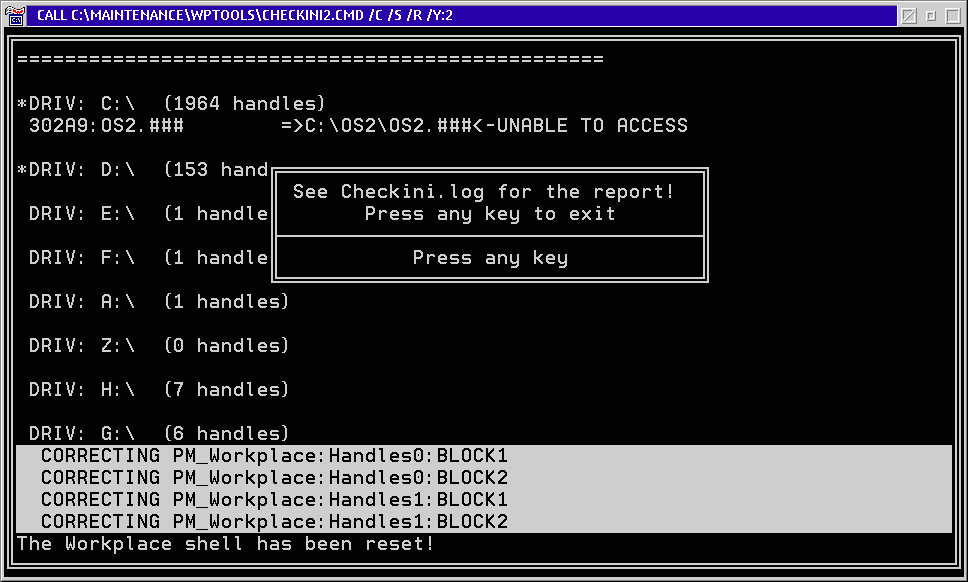 CALL C:\MAINTENANCE\WPTOOLS\CHECKINI2.CMD /C /S /R /Y:2
================================================
*DRIV: C:\  (1964 handles)
302A9:OS2.###        =>C:\OS2\OS2.###<-UNABLE TO ACCESS
*DRIV: D:\  (153 hand
See Checkini.log for the report!
Press any key to exit
Press any key
DRIV: E:\  (1 handle
DRIV: F:\  (1 handle
DRIV: A:\  (1 handles)
DRIV: Z:\  (0 handles)
DRIV: H:\  (7 handles)
DRIV: G:\  (6 handles)
CORRECTING PM_Workplace:Handles0:BLOCK1
CORRECTING PM_Workplace:Handles0:BLOCK2
CORRECTING PM_Workplace:Handles1:BLOCK1
CORRECTING PM_Workplace:Handles1:BLOCK2
The Workplace shell has been reset!